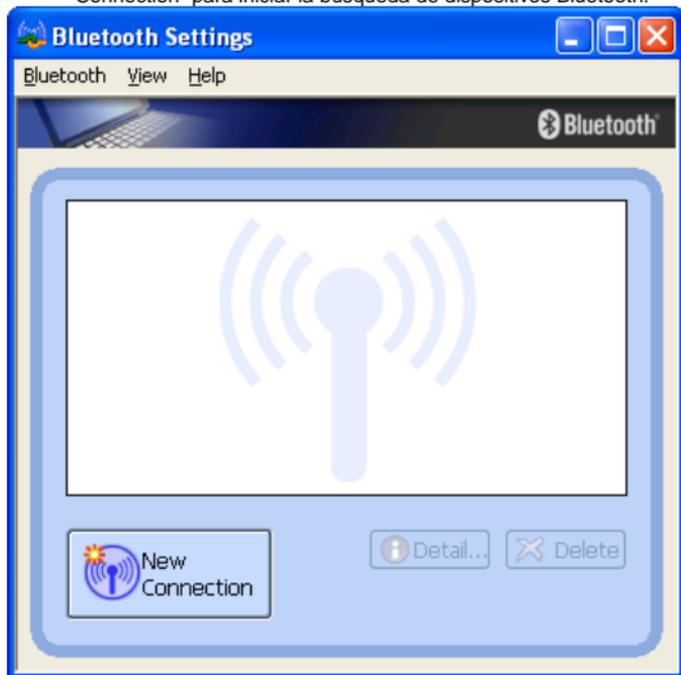 Connection" para iniciar la búsqueda de dispositivos Bluetooth.
Bluetooth Settings
Bluetooth View Help
Bluetooth
New
Connection
Detail... Delete